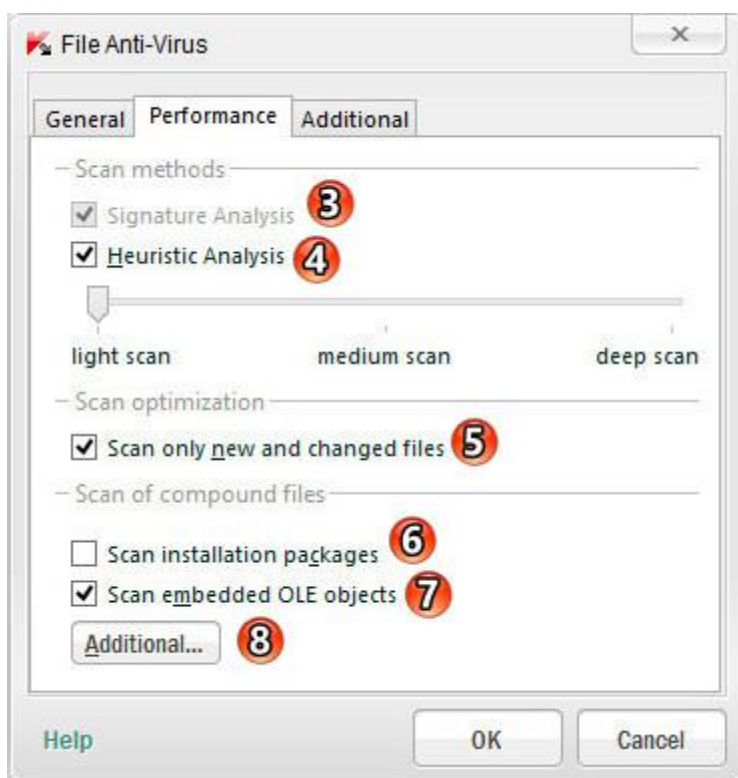 File Anti-Virus
General Performance Additional
Scan methods
Signature Analysis 3
Heuristic Analysis 4
light scan medium scan deep scan
Scan optimization
Scan only new and changed files 5
Scan of compound files
Scan installation packages 6
Scan embedded OLE objects 7
Additional... 8
Help OK Cancel